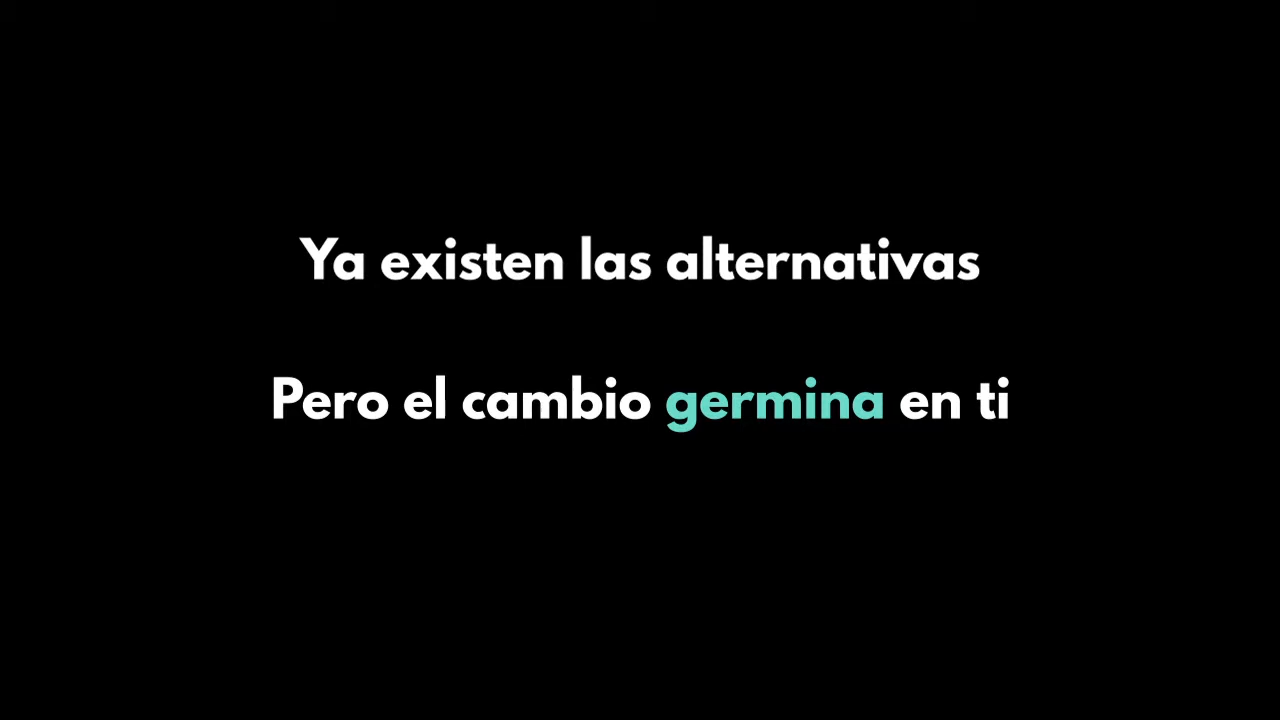 Ya existen las alternativas
Pero el cambio germina en ti